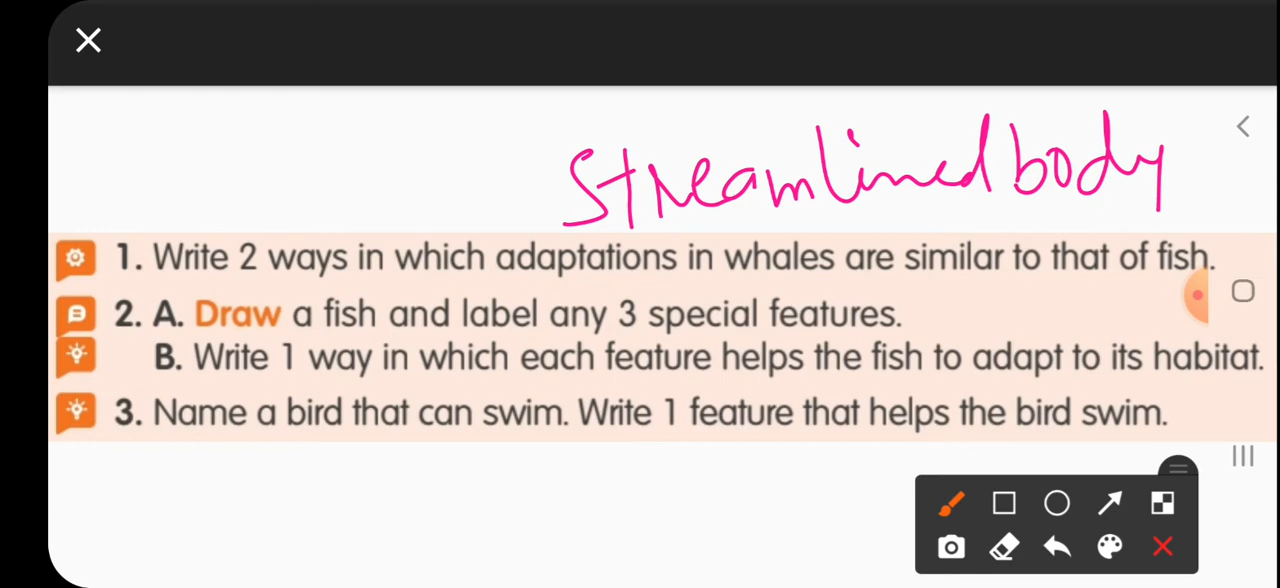 Streamlined body
1. Write 2 ways in which adaptations in whales are similar to that of fish.
2. A. Draw a fish and label any 3 special features.
B. Write 1 way in which each feature helps the fish to adapt to its habitat.
3. Name a bird that can swim. Write 1 feature that helps the bird swim.